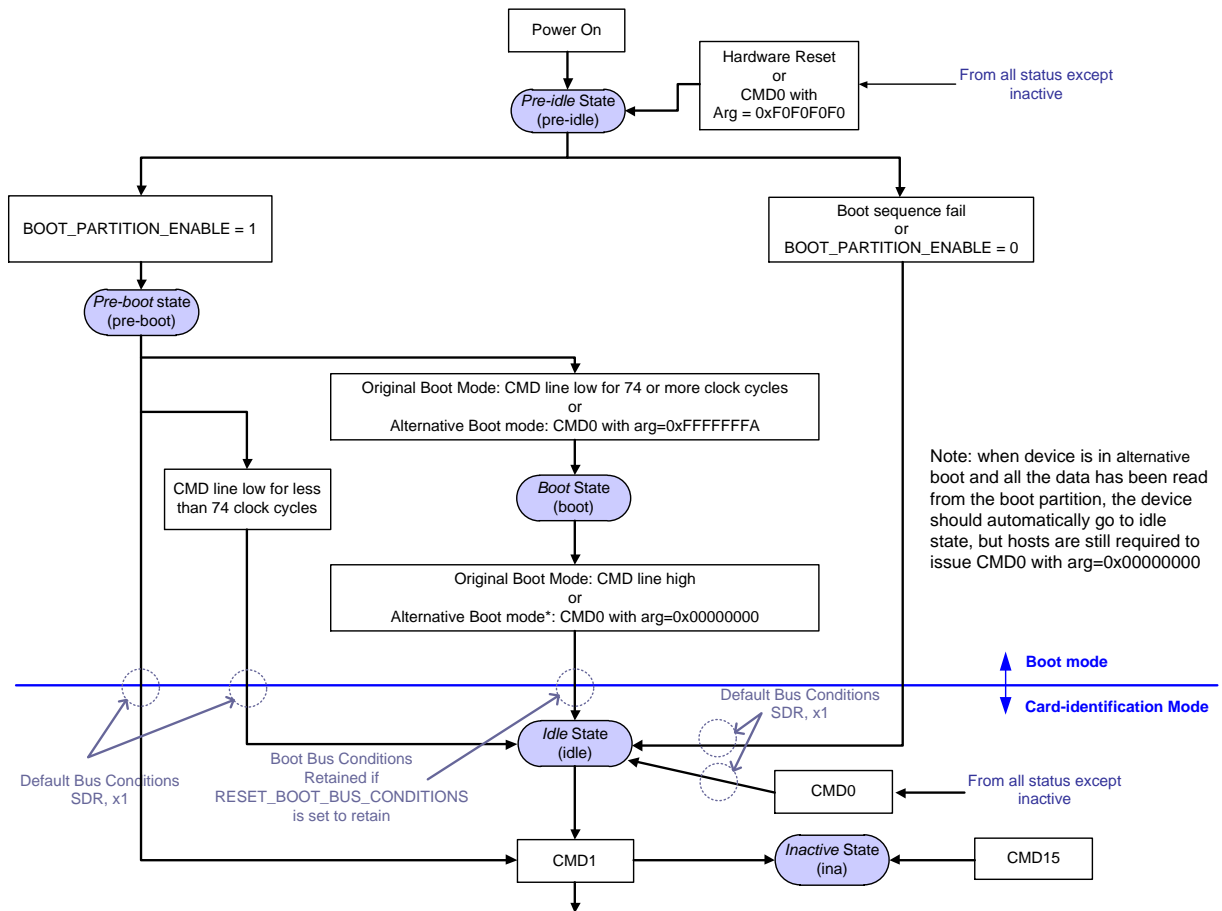 Power On
Hardware Reset
or
CMD0 with
Arg = 0xF0F0F0F0
From all status except
inactive
Pre-idle State
(pre-idle)
BOOT_PARTITION_ENABLE = 1
Boot sequence fail
or
BOOT_PARTITION_ENABLE = 0
Pre-boot state
(pre-boot)
Original Boot Mode: CMD line low for 74 or more clock cycles
or
Alternative Boot mode: CMD0 with arg=0xFFFFFFFA
CMD line low for less
than 74 clock cycles
Boot State
(boot)
Note: when device is in alternative
boot and all the data has been read
from the boot partition, the device
should automatically go to idle
state, but hosts are still required to
issue CMD0 with arg=0x00000000
Original Boot Mode: CMD line high
or
Alternative Boot mode*: CMD0 with arg=0x00000000
Boot mode
Card-identification Mode
Default Bus Conditions
SDR, x1
Idle State
(idle)
Default Bus Conditions
SDR, x1
Boot Bus Conditions
Retained if
RESET_BOOT_BUS_CONDITIONS
is set to retain
CMD0
From all status except
inactive
CMD1
Inactive State
(ina)
CMD15